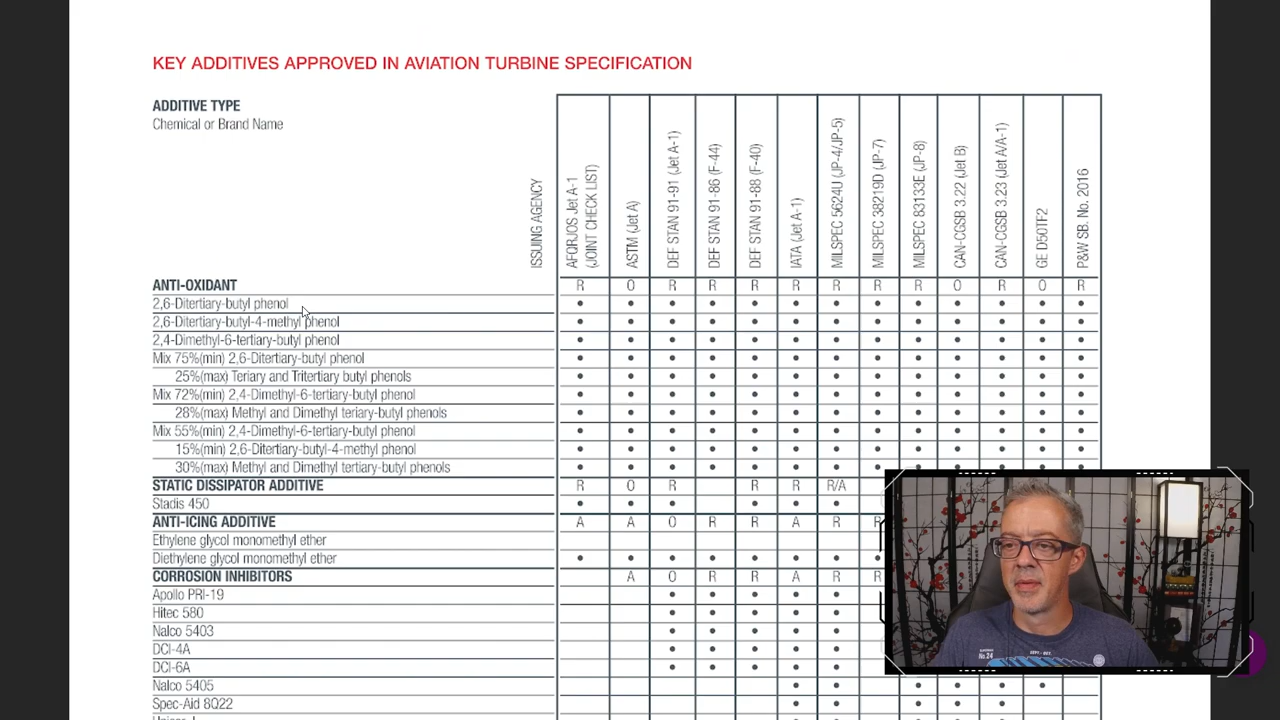 KEY ADDITIVES APPROVED IN AVIATION TURBINE SPECIFICATION
ADDITIVE TYPE
Chemical or Brand Name
ISSUING AGENCY
AFQRJOS Jet A-1
(JOINT CHECK LIST)
ASTM (Jet A)
DEF STAN 91-91 (Jet A-1)
DEF STAN 91-86 (F-44)
DEF STAN 91-88 (F-40)
IATA (Jet A-1)
MILSPEC 5624U (JP-4/JP-5)
MILSPEC 38219D (JP-7)
MILSPEC 83133E (JP-8)
CAN-CGSB 3.22 (Jet B)
CAN-CGSB 3.23 (Jet A/A-1)
GE D50TF2
P&W SB. No. 2016
ANTI-OXIDANT R O R R R R R R R O R O R
2,6-Ditertiary-butyl phenol • • • • • • • • • • • • •
2,6-Ditertiary-butyl-4-methyl phenol • • • • • • • • • • • • •
2,4-Dimethyl-6-tertiary-butyl phenol • • • • • • • • • • • • •
Mix 75%(min) 2,6-Ditertiary-butyl phenol • • • • • • • • • • • • •
25%(max) Teriary and Tritertiary butyl phenols • • • • • • • • • • • • •
Mix 72%(min) 2,4-Dimethyl-6-tertiary-butyl phenol • • • • • • • • • • • • •
28%(max) Methyl and Dimethyl teriary-butyl phenols • • • • • • • • • • • • •
Mix 55%(min) 2,4-Dimethyl-6-tertiary-butyl phenol • • • • • • • • • • • • •
15%(min) 2,6-Ditertiary-butyl-4-methyl phenol • • • • • • • • • • • • •
30%(max) Methyl and Dimethyl tertiary-butyl phenols • • • • • • • • • • • • •
STATIC DISSIPATOR ADDITIVE R O R R R R/A
Stadis 450 • • • • • •
ANTI-ICING ADDITIVE A A O R R A R R
Ethylene glycol monomethyl ether
Diethylene glycol monomethyl ether • • • • • • • •
CORROSION INHIBITORS A O R R A R R
Apollo PRI-19 • • • • •
Hitec 580 • • • • •
Nalco 5403 • • • • •
DCI-4A • • • • •
DCI-6A • • • • •
Nalco 5405 • • • • • •
Spec-Aid 8Q22 • • • • •
No. 24